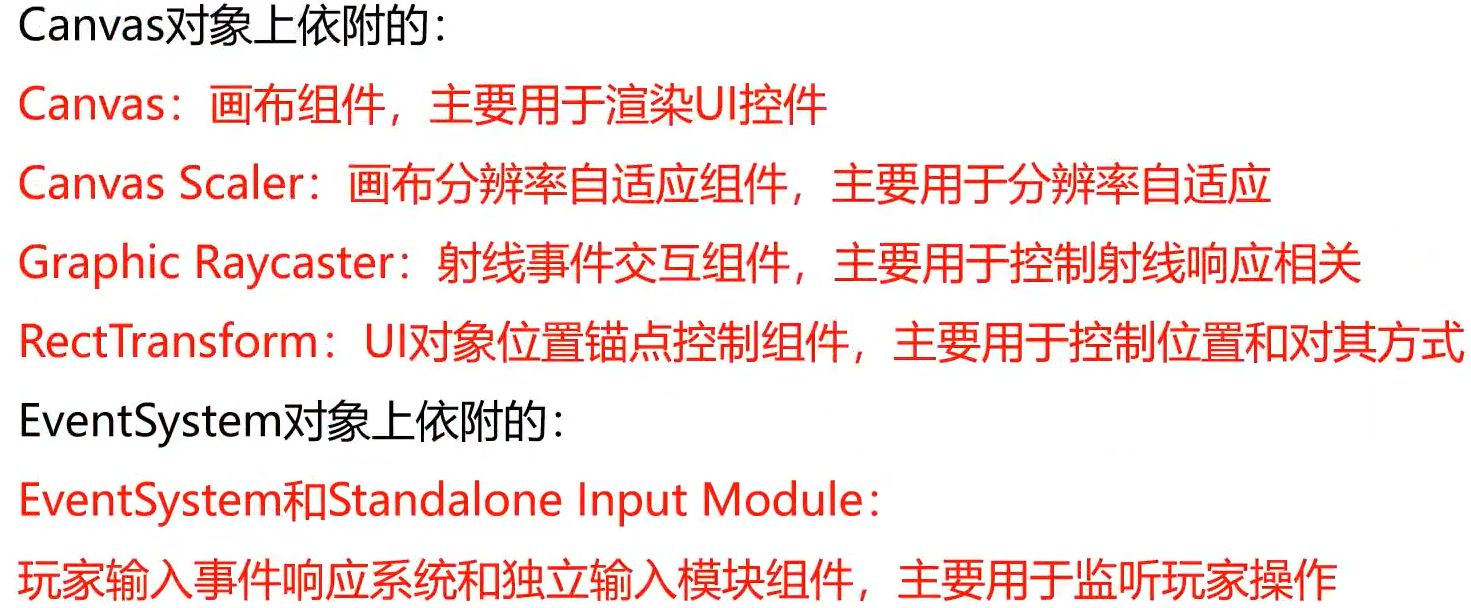 Canvas对象上依附的：
Canvas：画布组件，主要用于渲染UI控件
Canvas Scaler：画布分辨率自适应组件，主要用于分辨率自适应
Graphic Raycaster：射线事件交互组件，主要用于控制射线响应相关
RectTransform：UI对象位置锚点控制组件，主要用于控制位置和对其方式
EventSystem对象上依附的：
EventSystem和Standalone Input Module：
玩家输入事件响应系统和独立输入模块组件，主要用于监听玩家操作